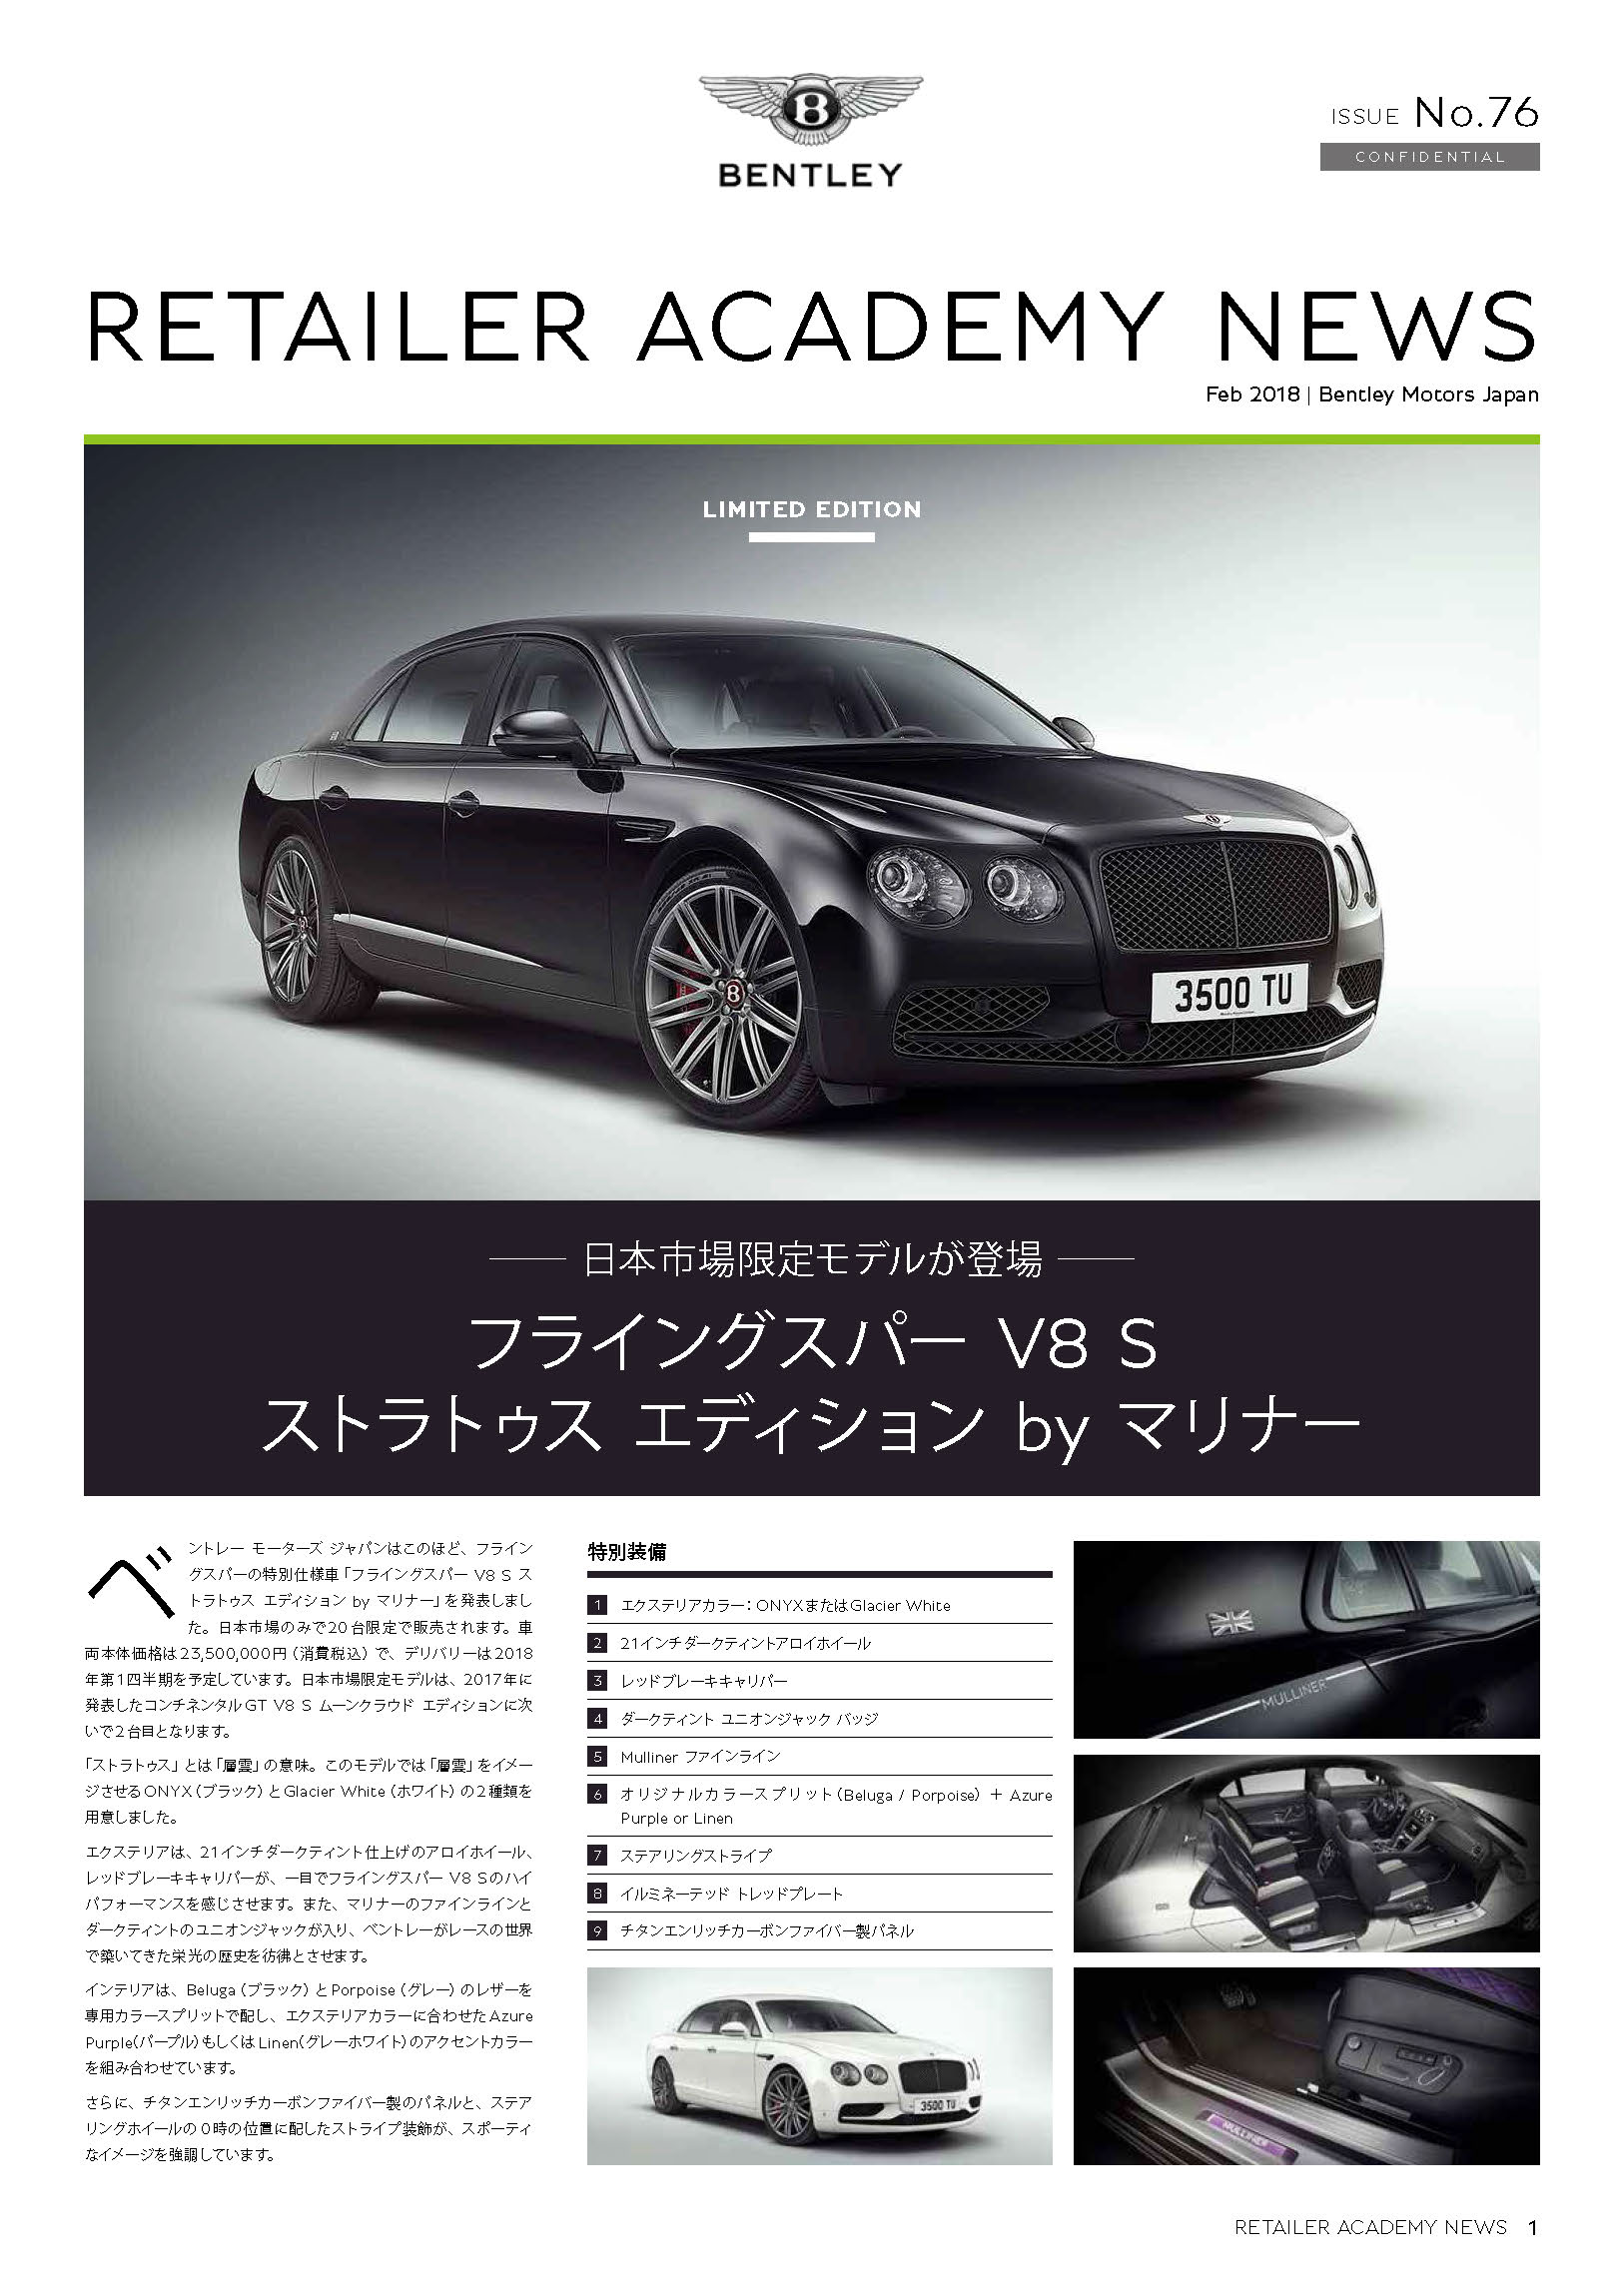 BENTLEY
ISSUE No.76
CONFIDENTIAL
RETAILER ACADEMY NEWS
Feb 2018 | Bentley Motors Japan
LIMITED EDITION
3500 TU
日本市場限定モデルが登場
フライングスパー V8 S
ストラトゥス エディション by マリナー
ベントレー モーターズ ジャパンはこのほど、フライン
グスパーの特別仕様車「フライングスパー V8 S ス
トラトゥス エディション by マリナー」を発表しまし
た。日本市場のみで20台限定で販売されます。車
両本体価格は23,500,000円（消費税込）で、デリバリーは2018
年第1四半期を予定しています。日本市場限定モデルは、2017年に
発表したコンチネンタルGT V8 S ムーンクラウド エディションに次
いで2台目となります。
「ストラトゥス」とは「層雲」の意味。このモデルでは「層雲」をイメー
ジさせるONYX（ブラック）とGlacier White（ホワイト）の2種類を
用意しました。
エクステリアは、21インチダークティント仕上げのアロイホイール、
レッドブレーキキャリパーが、一目でフライングスパー V8 Sのハイ
パフォーマンスを感じさせます。また、マリナーのファインラインと
ダークティントのユニオンジャックが入り、ベントレーがレースの世界
で築いてきた栄光の歴史を彷彿とさせます。
インテリアは、Beluga（ブラック）とPorpoise（グレー）のレザーを
専用カラースプリットで配し、エクステリアカラーに合わせたAzure
Purple（パープル）もしくはLinen（グレーホワイト）のアクセントカラー
を組み合わせています。
さらに、チタンエンリッチカーボンファイバー製のパネルと、ステア
リングホイールの0時の位置に配したストライプ装飾が、スポーティ
なイメージを強調しています。
特別装備
1 エクステリアカラー：ONYXまたはGlacier White
2 21インチダークティントアロイホイール
3 レッドブレーキキャリパー
4 ダークティント ユニオンジャック バッジ
5 Mulliner ファインライン
6 オリジナルカラースプリット（Beluga / Porpoise）＋ Azure
Purple or Linen
7 ステアリングストライプ
8 イルミネーテッド トレッドプレート
9 チタンエンリッチカーボンファイバー製パネル
3500 TU
MULLINER
MULLINER
RETAILER ACADEMY NEWS 1